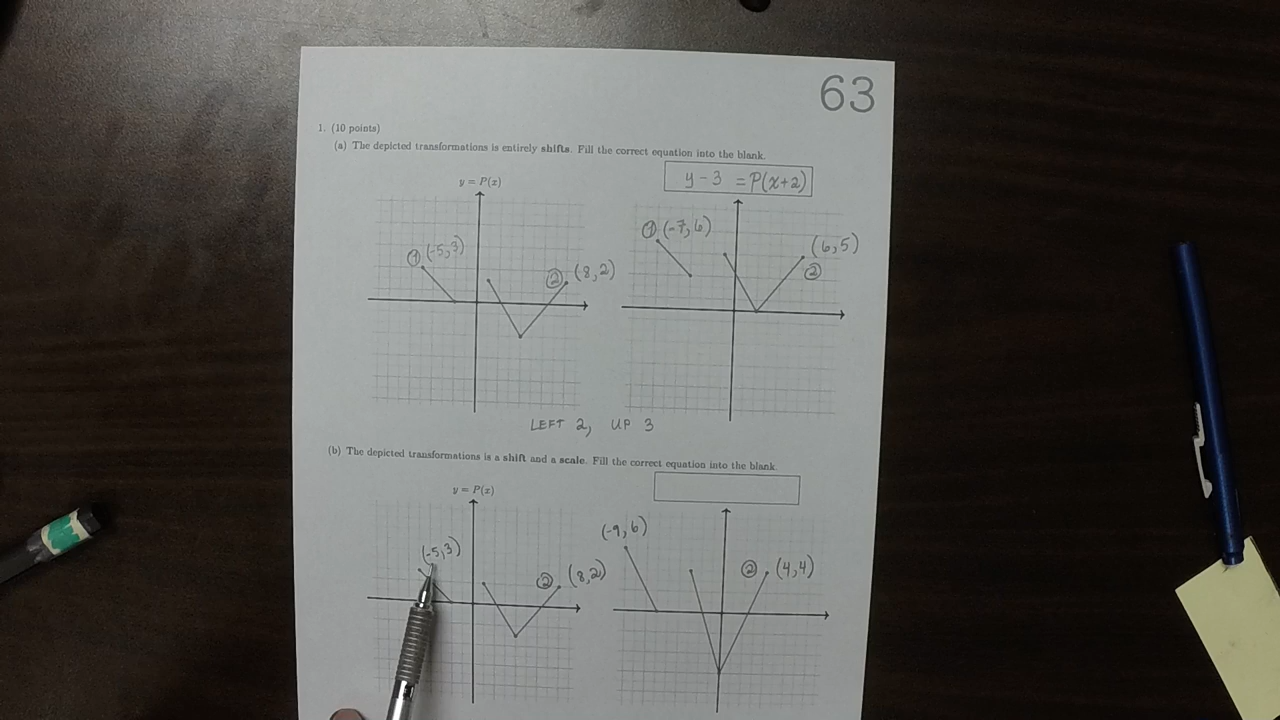 63
1. (10 points)
(a) The depicted transformations is entirely shifts. Fill the correct equation into the blank.
y = P(x)
y - 3 = P(x+2)
① (-5,3)
② (8,2)
① (-7,6)
(6,5)
②
LEFT 2, UP 3
(b) The depicted transformations is a shift and a scale. Fill the correct equation into the blank.
y = P(x)
(-5,3)
② (8,2)
(-9,6)
② (4,4)